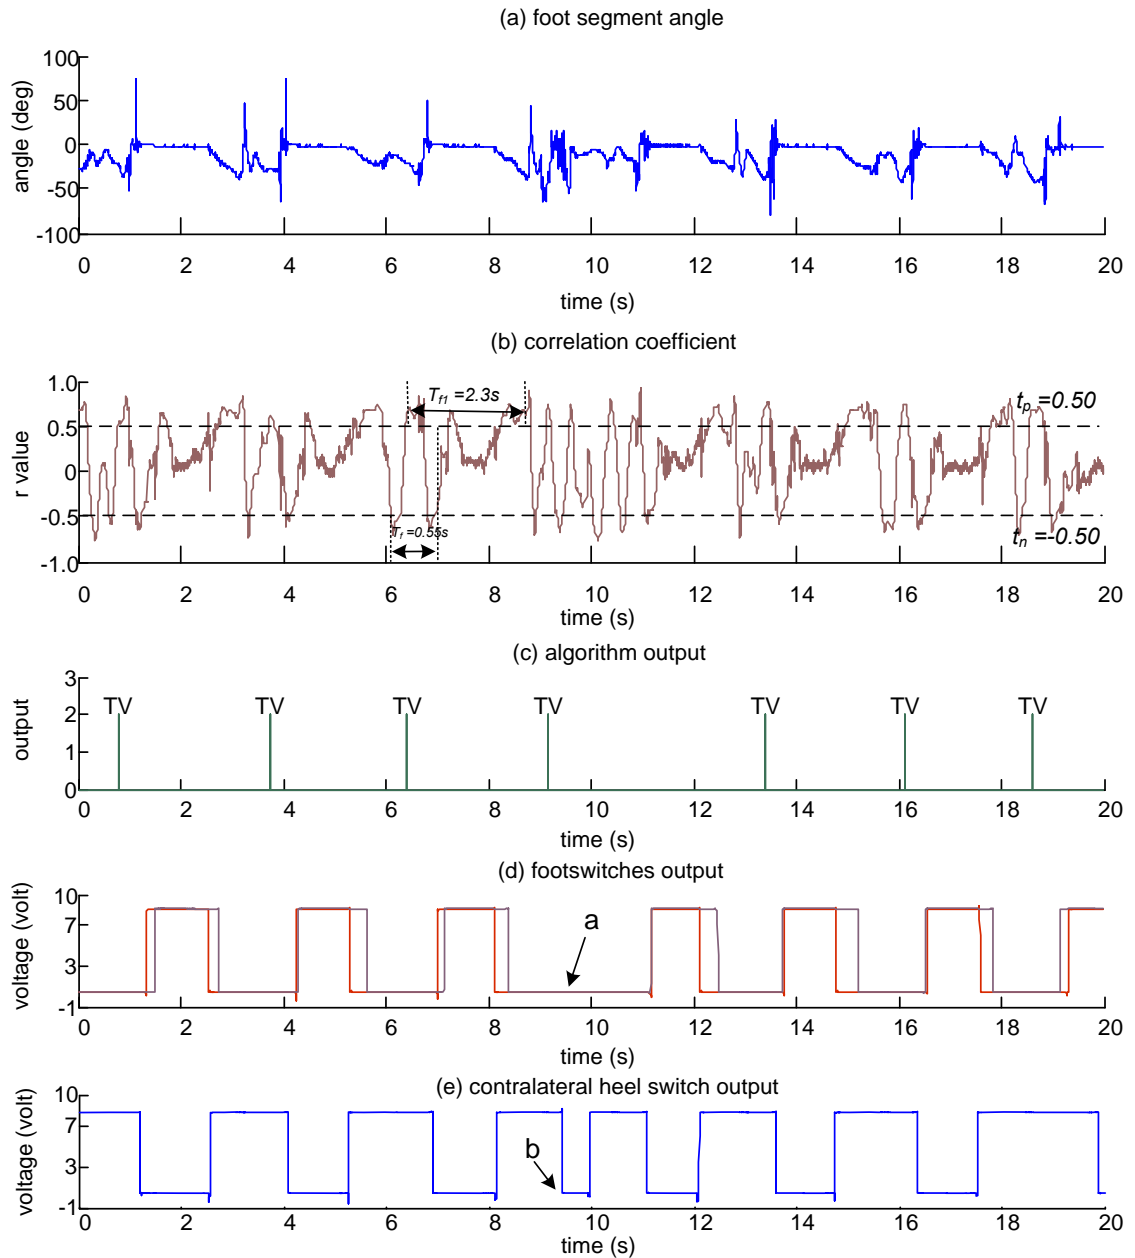 (a) foot segment angle
angle (deg)
100
50
0
-50
-100
0 2 4 6 8 10 12 14 16 18 20
time (s)
(b) correlation coefficient
r value
1.0
0.5
0
-0.5
-1.0
Tf1 =2.3s
tp =0.50
Tf =0.55s
tn =-0.50
0 2 4 6 8 10 12 14 16 18 20
time (s)
(c) algorithm output
output
3
2
1
0
TV TV TV TV TV TV TV
0 2 4 6 8 10 12 14 16 18 20
time (s)
(d) footswitches output
voltage (volt)
10
7
3
-1
a
0 2 4 6 8 10 12 14 16 18 20
time (s)
(e) contralateral heel switch output
voltage (volt)
10
7
3
-1
b
0 2 4 6 8 10 12 14 16 18 20
time (s)